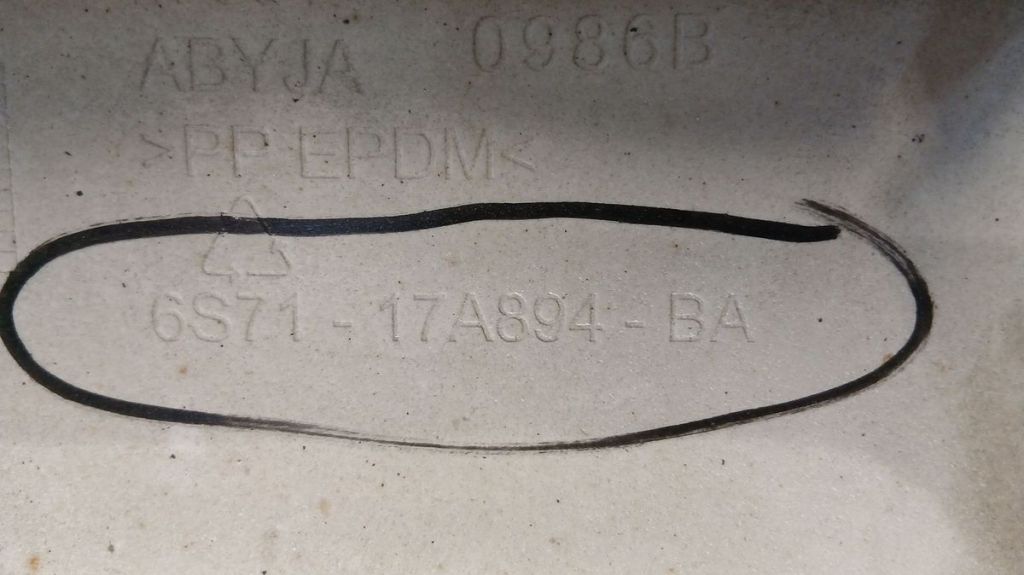 ABYJA 0986B
>PP EPDM<
6S71 - 17A894 - BA